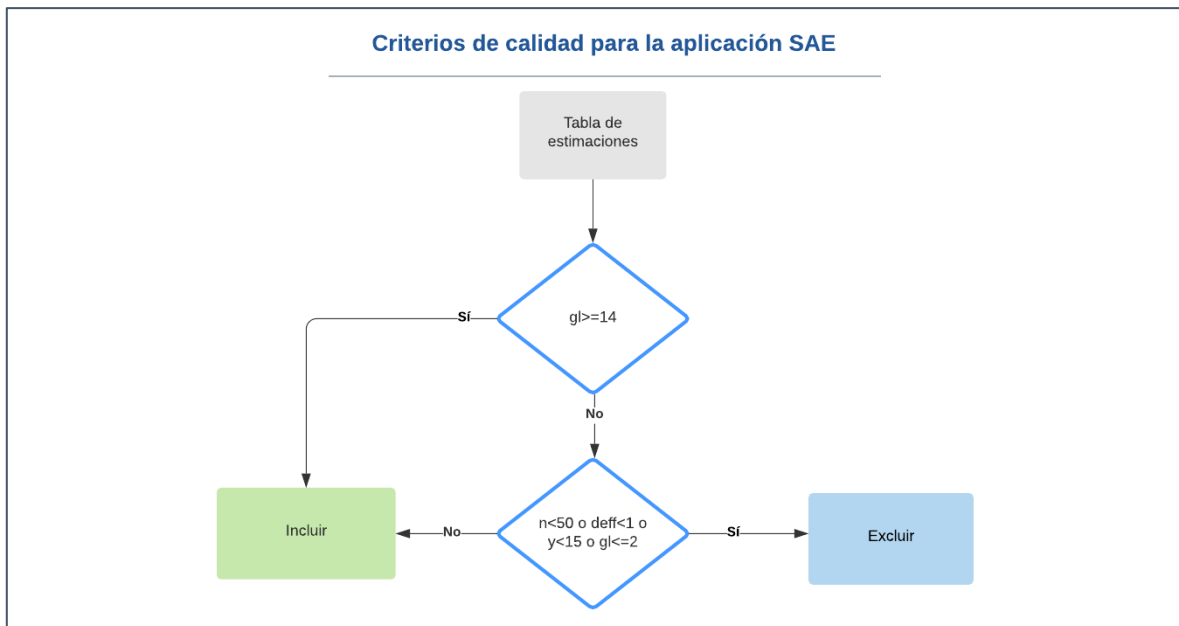 Criterios de calidad para la aplicación SAE
Tabla de
estimaciones
gl>=14
Sí
No
n<50 o deff<1 o
y<15 o gl<=2
No
Sí
Incluir
Excluir